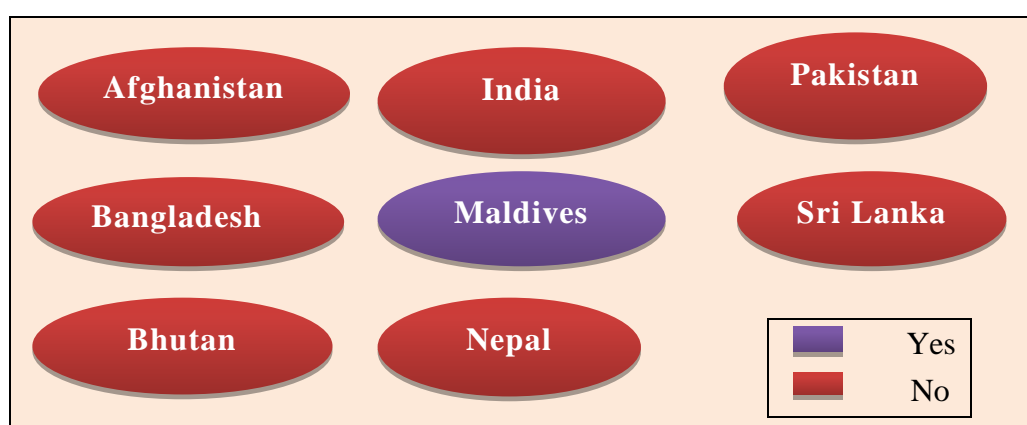 Afghanistan
India
Pakistan
Bangladesh
Maldives
Sri Lanka
Bhutan
Nepal
Yes
No